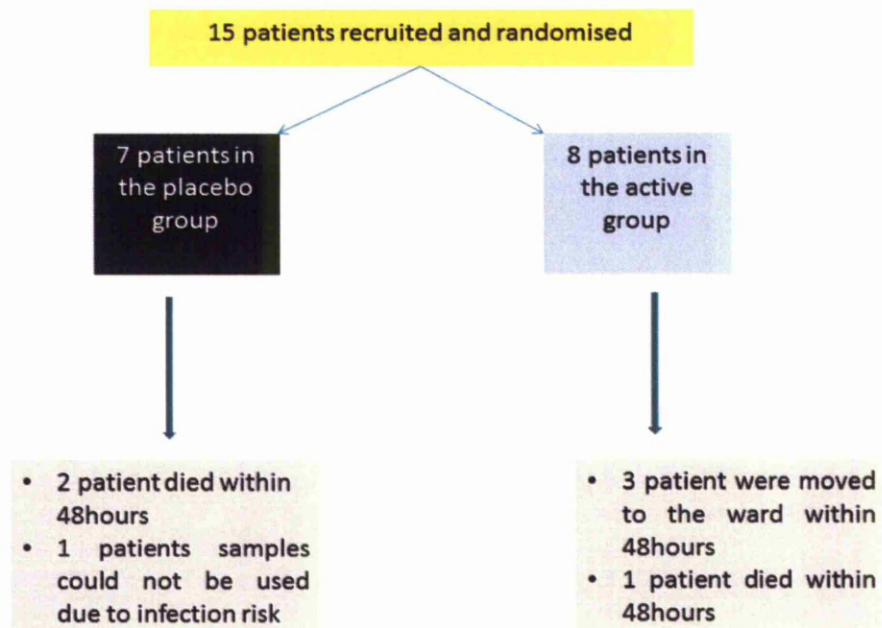 15 patients recruited and randomised
7 patients in
the placebo
group
8 patients in
the active
group
• 2 patient died within
48hours
• 1 patients samples
could not be used
due to infection risk
• 3 patient were moved
to the ward within
48hours
• 1 patient died within
48hours